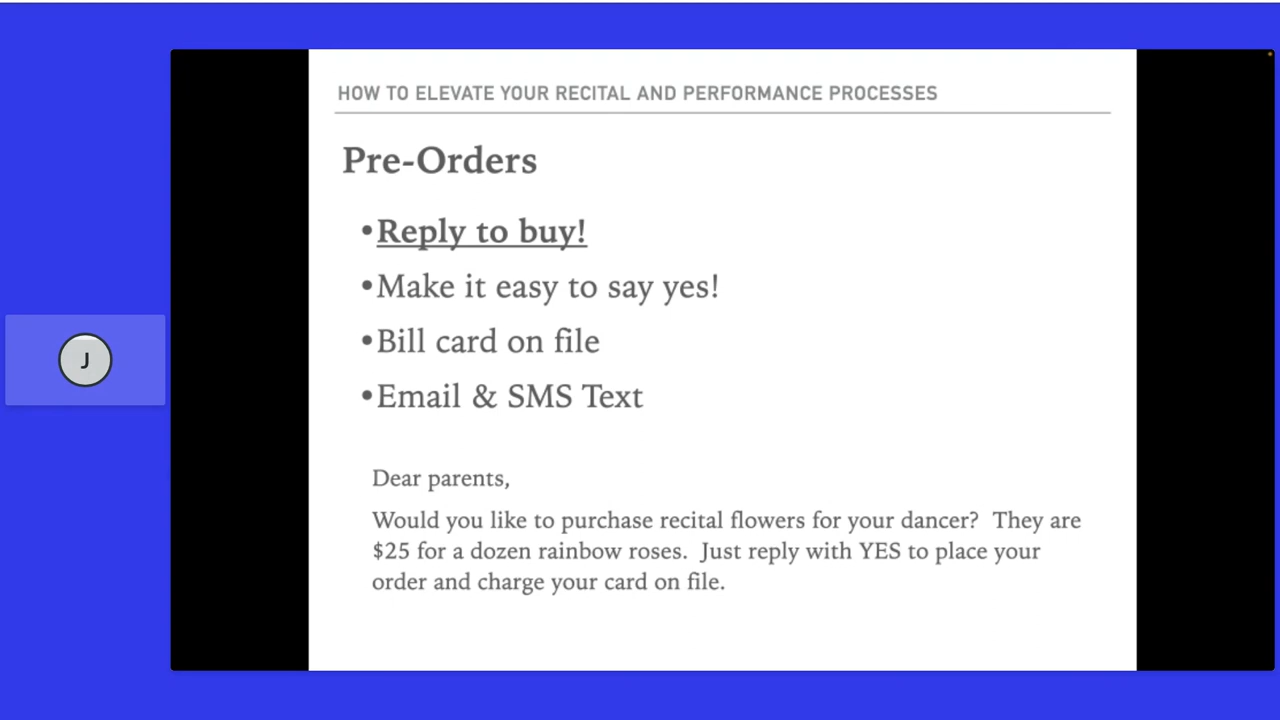 HOW TO ELEVATE YOUR RECITAL AND PERFORMANCE PROCESSES
Pre-Orders
•Reply to buy!
•Make it easy to say yes!
•Bill card on file
•Email & SMS Text
J
Dear parents,
Would you like to purchase recital flowers for your dancer?  They are
$25 for a dozen rainbow roses.  Just reply with YES to place your
order and charge your card on file.